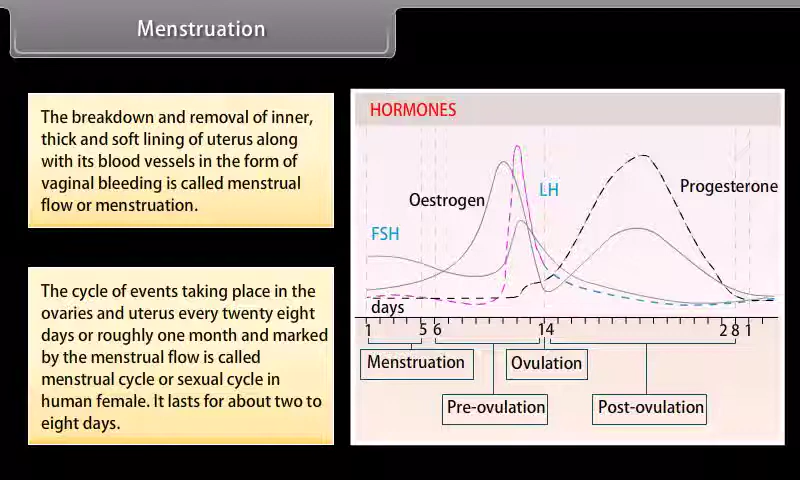 Menstruation
The breakdown and removal of inner,
thick and soft lining of uterus along
with its blood vessels in the form of
vaginal bleeding is called menstrual
flow or menstruation.
The cycle of events taking place in the
ovaries and uterus every twenty eight
days or roughly one month and marked
by the menstrual flow is called
menstrual cycle or sexual cycle in
human female. It lasts for about two to
eight days.
HORMONES
Oestrogen
LH
Progesterone
FSH
days
1 5 6 14 28 1
Menstruation
Ovulation
Pre-ovulation
Post-ovulation